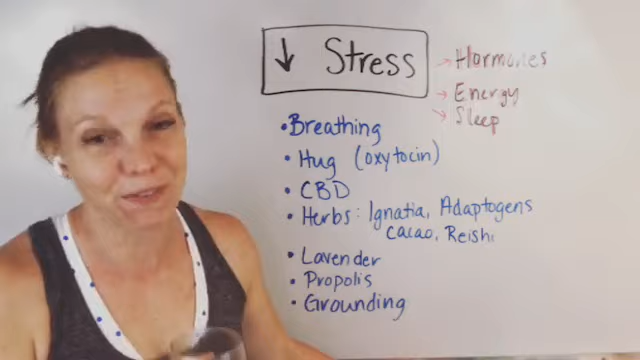 ↓ Stress
→ Hormones
→ Energy
→ Sleep
• Breathing
• Hug (oxytocin)
• CBD
• Herbs: Ignatia, Adaptogens
Cacao, Reishi
• Lavender
• Propolis
• Grounding